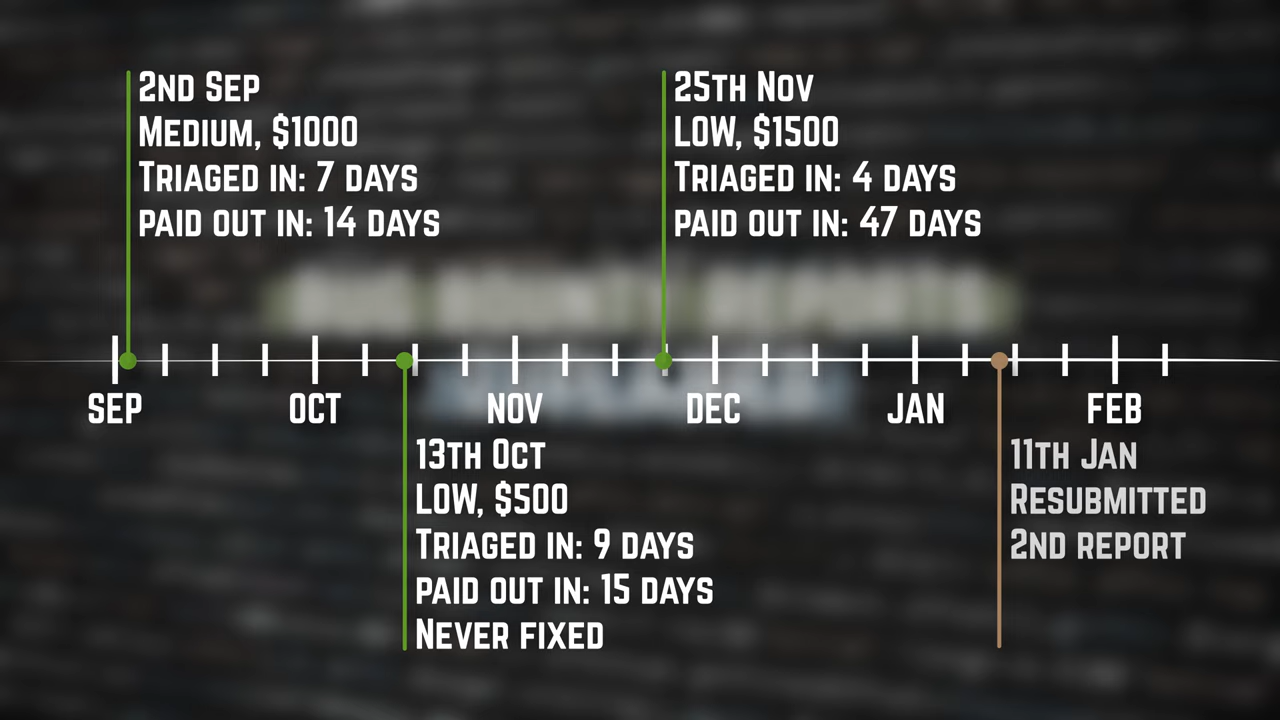 2nd Sep
Medium, $1000
Triaged in: 7 days
paid out in: 14 days
25th Nov
LOW, $1500
Triaged in: 4 days
paid out in: 47 days
SEP OCT NOV DEC JAN FEB
13th Oct
LOW, $500
Triaged in: 9 days
paid out in: 15 days
Never fixed
11th Jan
Resubmitted
2nd report